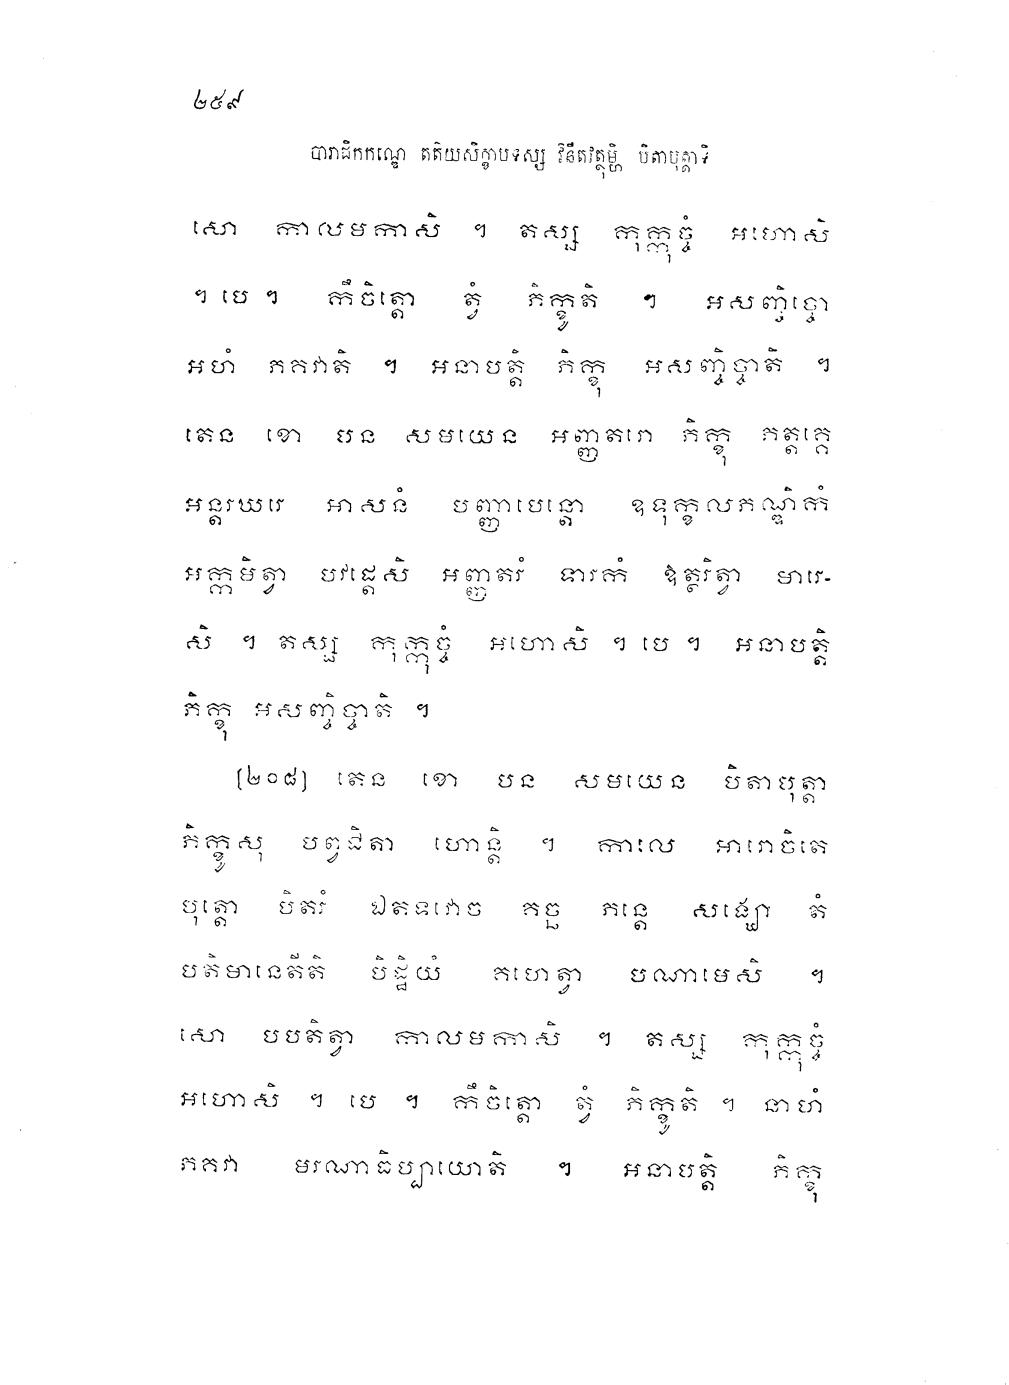 ២៥៩
បារាជិកកណ្ឌេ តតិយសិក្ខាបទស្ស វិនីតវត្ថុម្ហិ បិតាបុត្តាទិ
សោ កាលមកាសិ ។ តស្ស កុក្កុច្ចំ អហោសិ
។ បេ ។ កឹចិត្តោ ត្វំ ភិក្ខូតិ ។ អសញ្ចិច្ចោ
អហំ ភគវាតិ ។ អនាបត្តិ ភិក្ខុ អសញ្ចិច្ចាតិ ។
តេន ខោ បន សមយេន អញ្ញតរោ ភិក្ខុ ភត្តគ្គេ
អន្តរឃរេ អាសនំ បញ្ញាបេន្តោ ឧទុក្ខលភណ្ឌិកំ
អក្កមិត្វា បវដ្តេសិ អញ្ញតរំ ទារកំ ឱត្ថរិត្វា មារេ-
សិ ។ តស្ស កុក្កុច្ចំ អហោសិ ។ បេ ។ អនាបត្តិ
ភិក្ខុ អសញ្ចិច្ចាតិ ។
[២០៨] តេន ខោ បន សមយេន បិតាបុត្តា
ភិក្ខូសុ បព្វជិតា ហោន្តិ ។ កាលេ អារោចិតេ
បុត្តោ បិតរំ ឯតទវោច គច្ឆ ភន្តេ សង្ឃោ តំ
បតិមានេតីតិ បិដ្ឋិយំ គហេត្វា បណាមេសិ ។
សោ បបតិត្វា កាលមកាសិ ។ តស្ស កុក្កុច្ចំ
អហោសិ ។ បេ ។ កឹចិត្តោ ត្វំ ភិក្ខូតិ ។ នាហំ
ភគវា មរណាធិប្បាយោតិ ។ អនាបត្តិ ភិក្ខុ